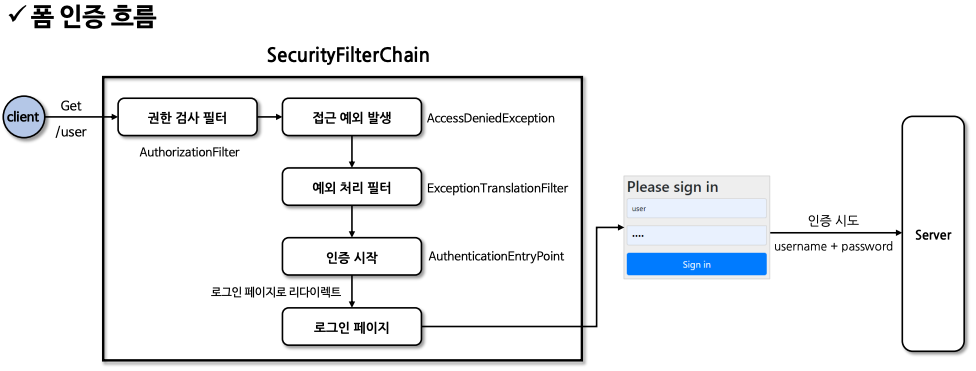 ✓ 폼 인증 흐름
SecurityFilterChain
client
Get
/user
권한 검사 필터
AuthorizationFilter
접근 예외 발생
AccessDeniedException
예외 처리 필터
ExceptionTranslationFilter
인증 시작
AuthenticationEntryPoint
로그인 페이지로 리다이렉트
로그인 페이지
Please sign in
user
••••
Sign in
인증 시도
username + password
Server